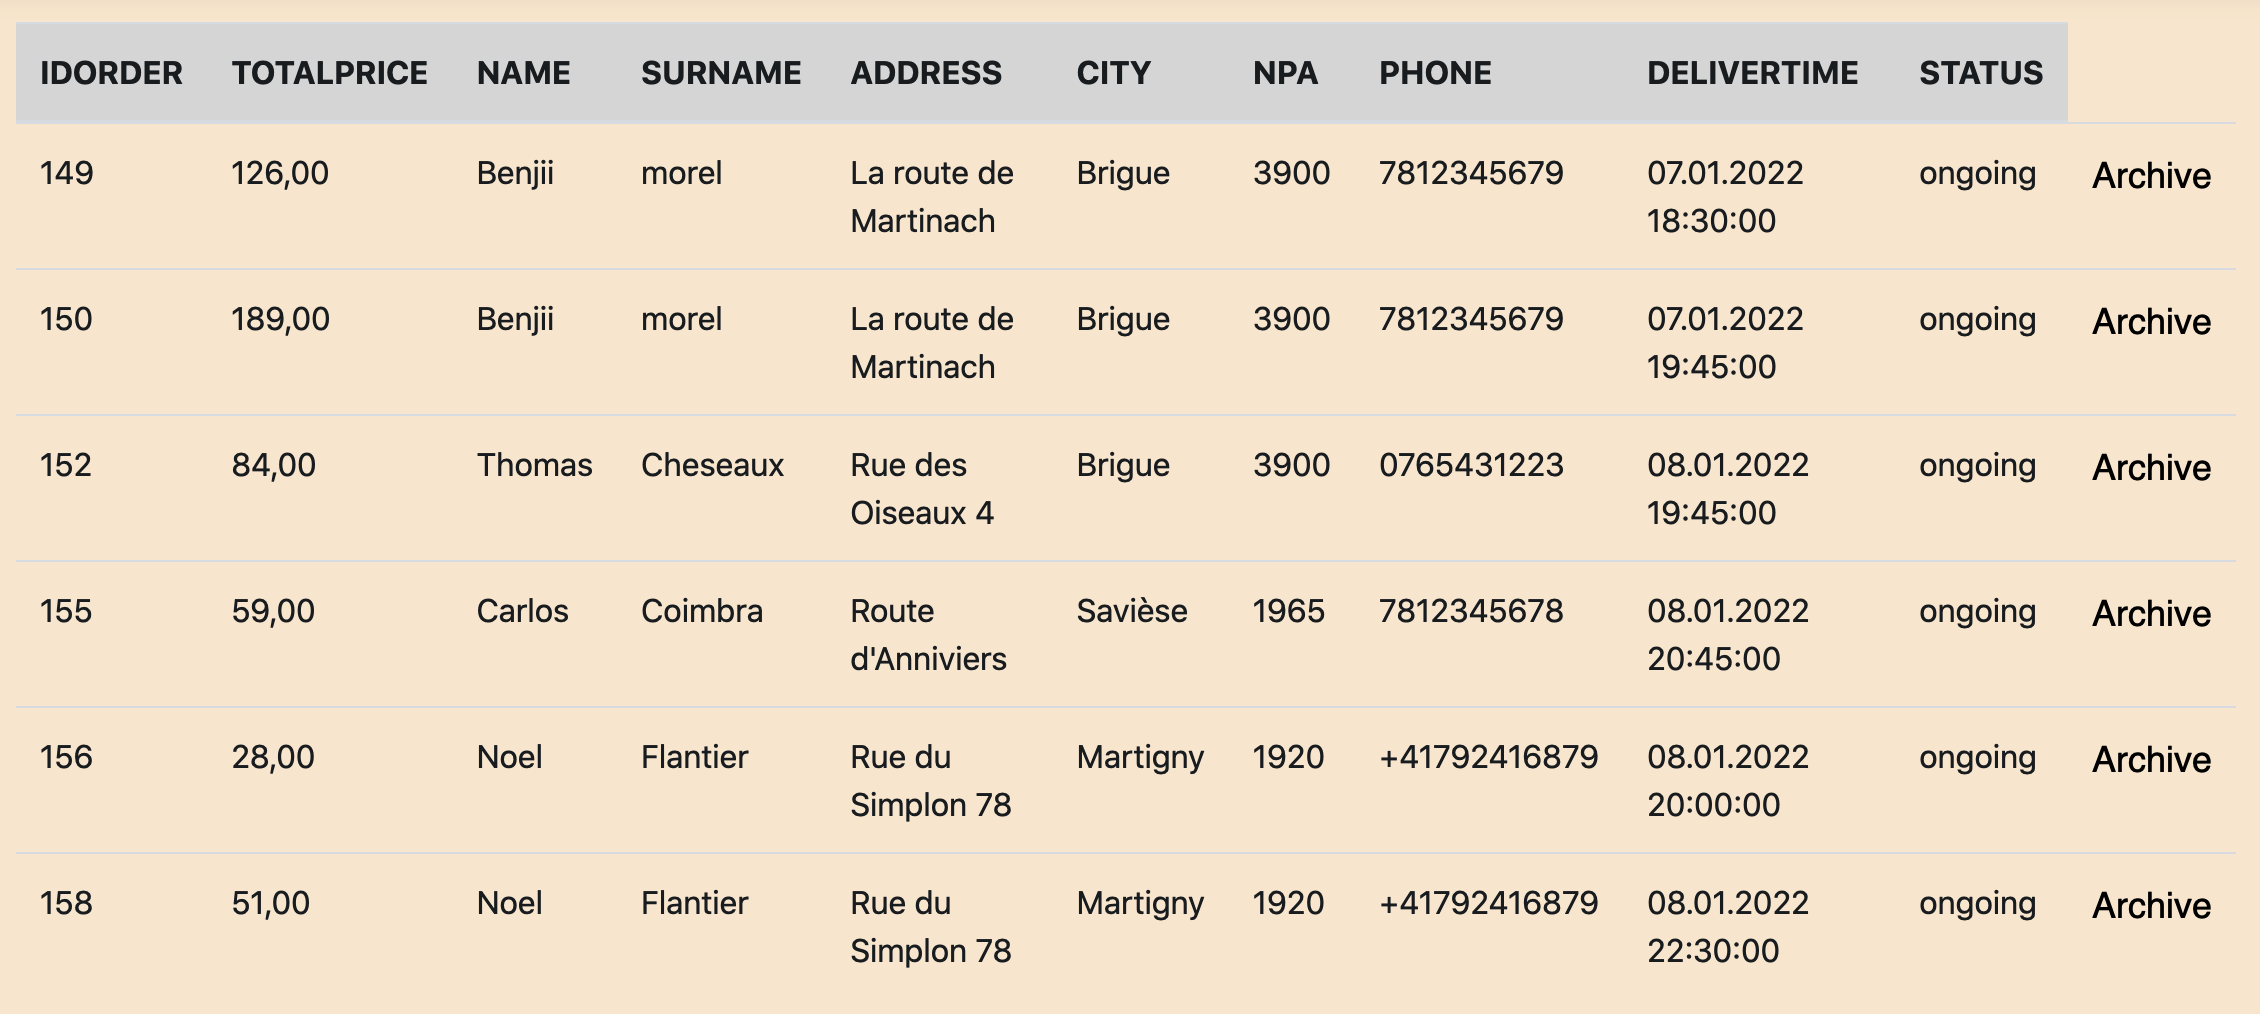 IDORDER TOTALPRICE NAME SURNAME ADDRESS CITY NPA PHONE DELIVERTIME STATUS
149 126,00 Benjii morel La route de Brigue 3900 7812345679 07.01.2022 ongoing Archive
Martinach 18:30:00
150 189,00 Benjii morel La route de Brigue 3900 7812345679 07.01.2022 ongoing Archive
Martinach 19:45:00
152 84,00 Thomas Cheseaux Rue des Brigue 3900 0765431223 08.01.2022 ongoing Archive
Oiseaux 4 19:45:00
155 59,00 Carlos Coimbra Route Savièse 1965 7812345678 08.01.2022 ongoing Archive
d'Anniviers 20:45:00
156 28,00 Noel Flantier Rue du Martigny 1920 +41792416879 08.01.2022 ongoing Archive
Simplon 78 20:00:00
158 51,00 Noel Flantier Rue du Martigny 1920 +41792416879 08.01.2022 ongoing Archive
Simplon 78 22:30:00